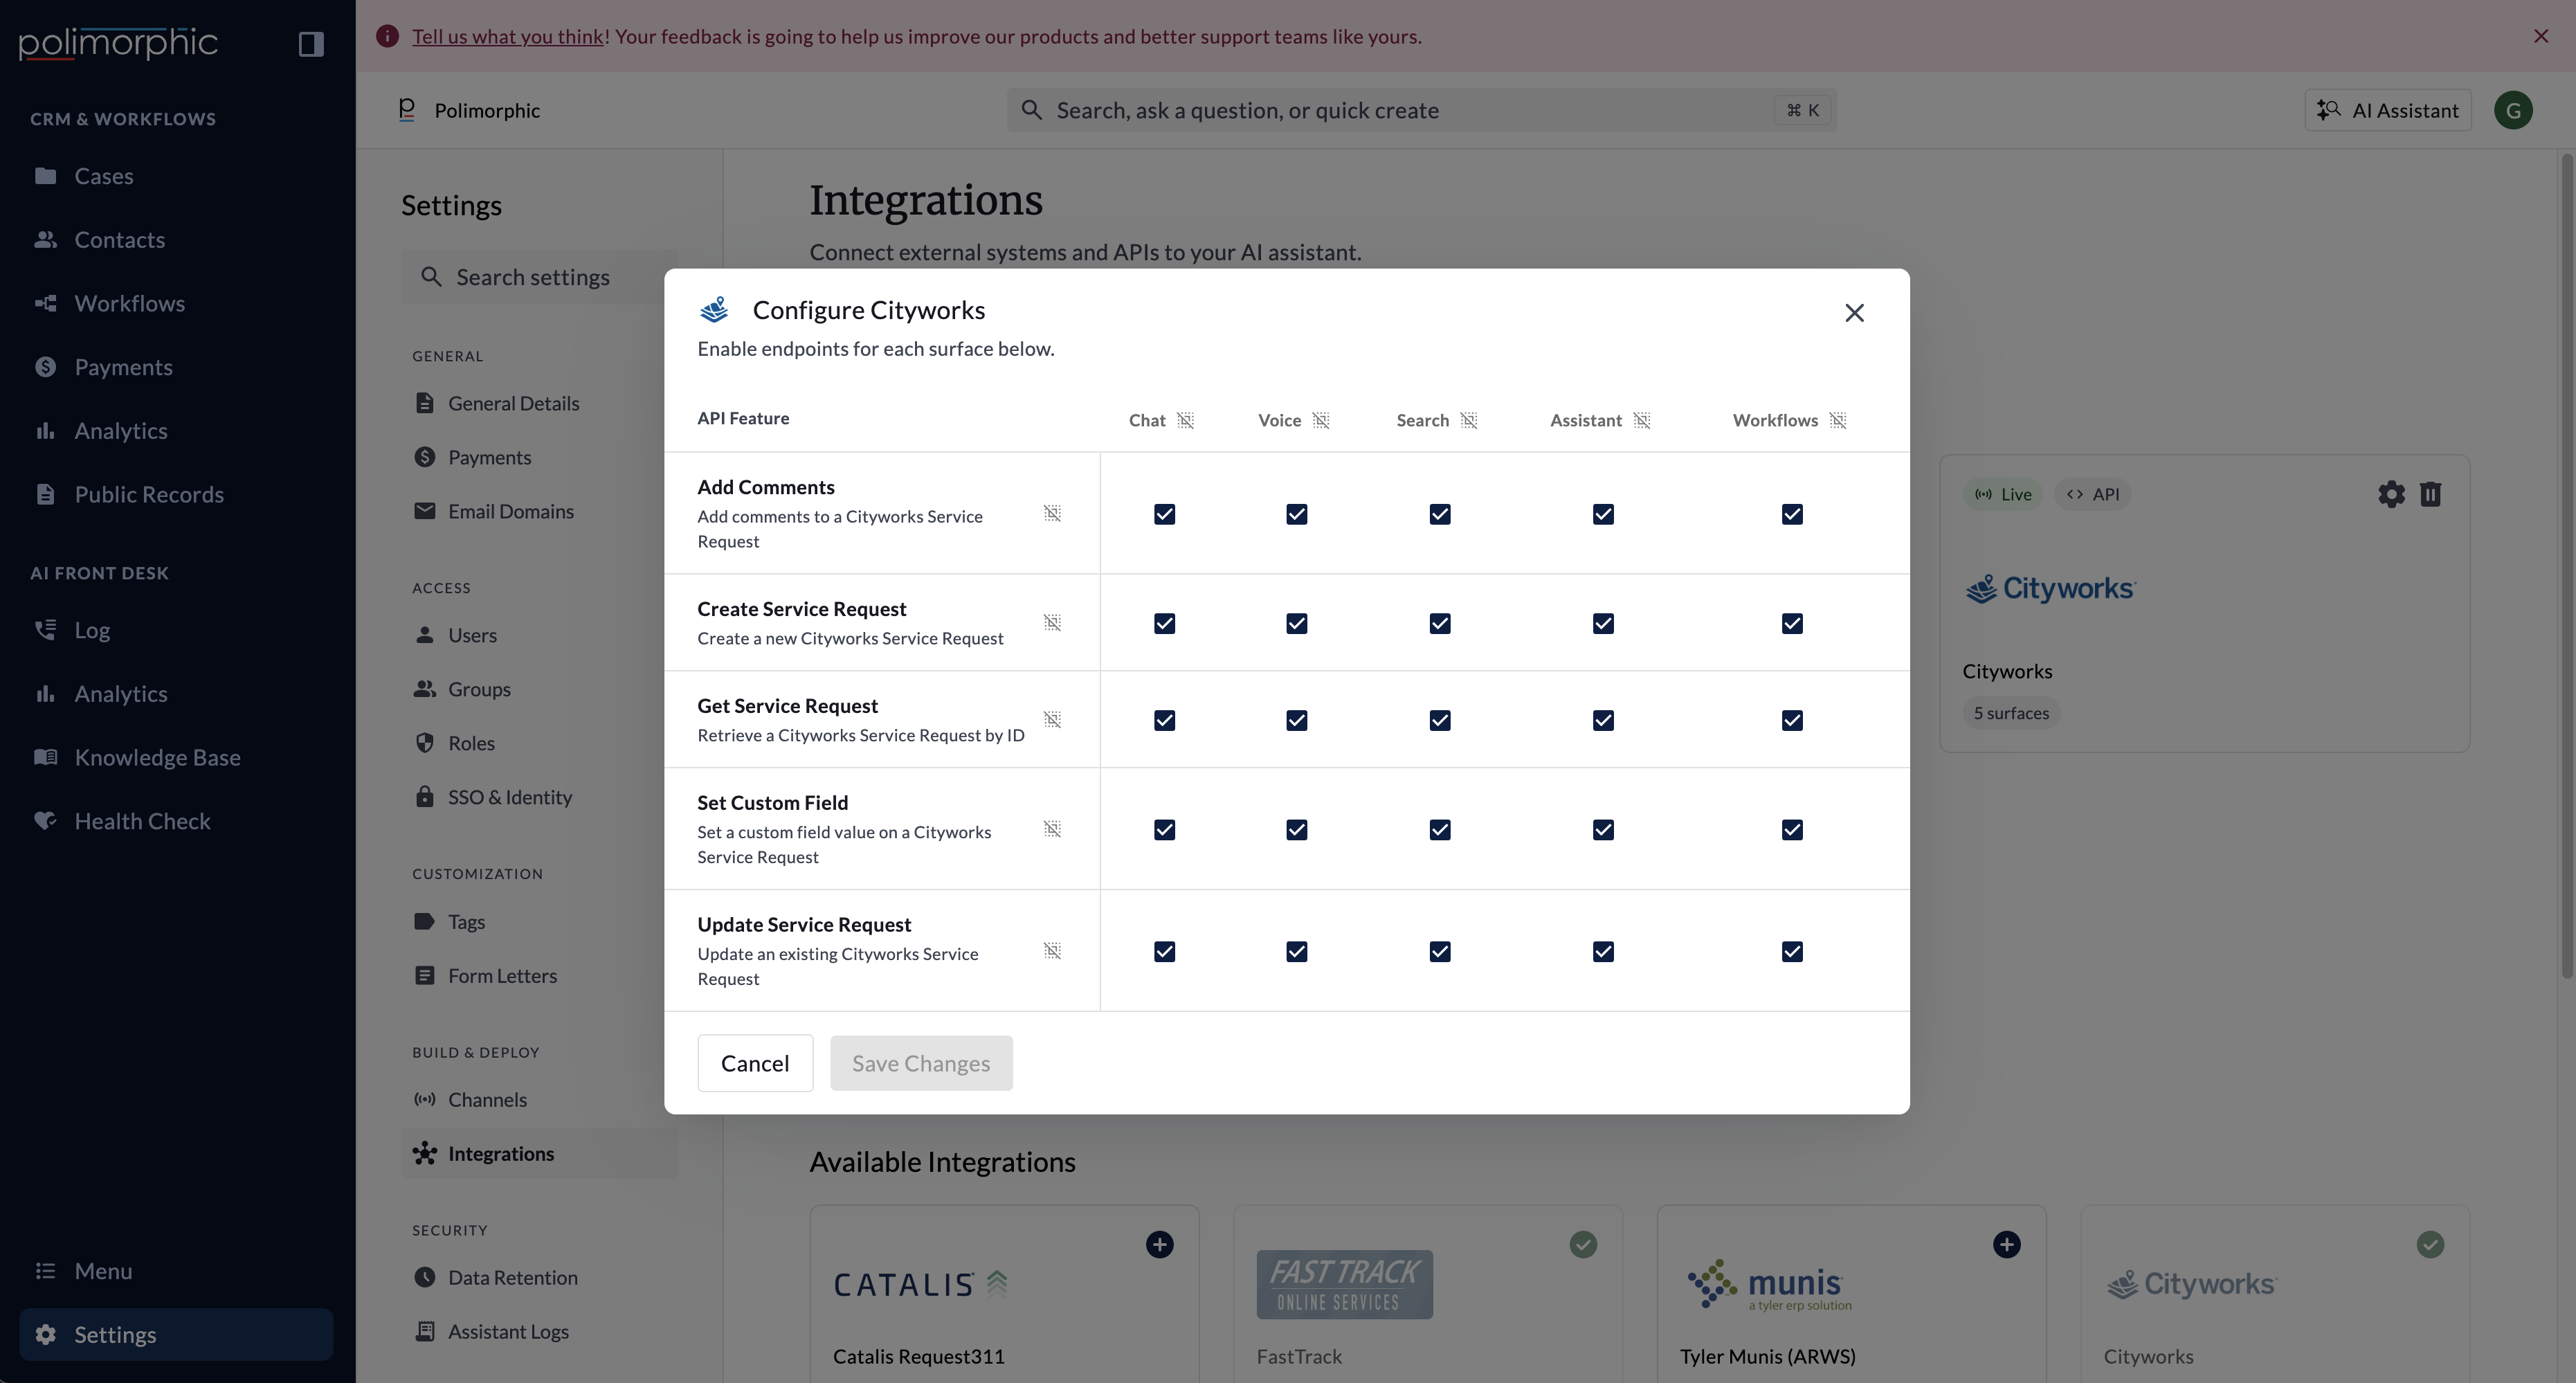 polimorphic
CRM & WORKFLOWS
Cases
Contacts
Workflows
Payments
Analytics
Public Records
AI FRONT DESK
Log
Analytics
Knowledge Base
Health Check
Menu
Settings
Tell us what you think! Your feedback is going to help us improve our products and better support teams like yours.
Polimorphic
Search, ask a question, or quick create
⌘ K
AI Assistant
G
Settings
Search settings
GENERAL
General Details
Payments
Email Domains
ACCESS
Users
Groups
Roles
SSO & Identity
CUSTOMIZATION
Tags
Form Letters
BUILD & DEPLOY
Channels
Integrations
SECURITY
Data Retention
Assistant Logs
Integrations
Connect external systems and APIs to your AI assistant.
Configure Cityworks
Enable endpoints for each surface below.
API Feature
Chat
Voice
Search
Assistant
Workflows
Add Comments
Add comments to a Cityworks Service
Request
Create Service Request
Create a new Cityworks Service Request
Get Service Request
Retrieve a Cityworks Service Request by ID
Set Custom Field
Set a custom field value on a Cityworks
Service Request
Update Service Request
Update an existing Cityworks Service
Request
Cancel
Save Changes
Live
<> API
Cityworks
Cityworks
5 surfaces
Available Integrations
CATALIS
Catalis Request311
FAST TRACK
ONLINE SERVICES
FastTrack
munis
a tyler erp solution
Tyler Munis (ARWS)
Cityworks
Cityworks